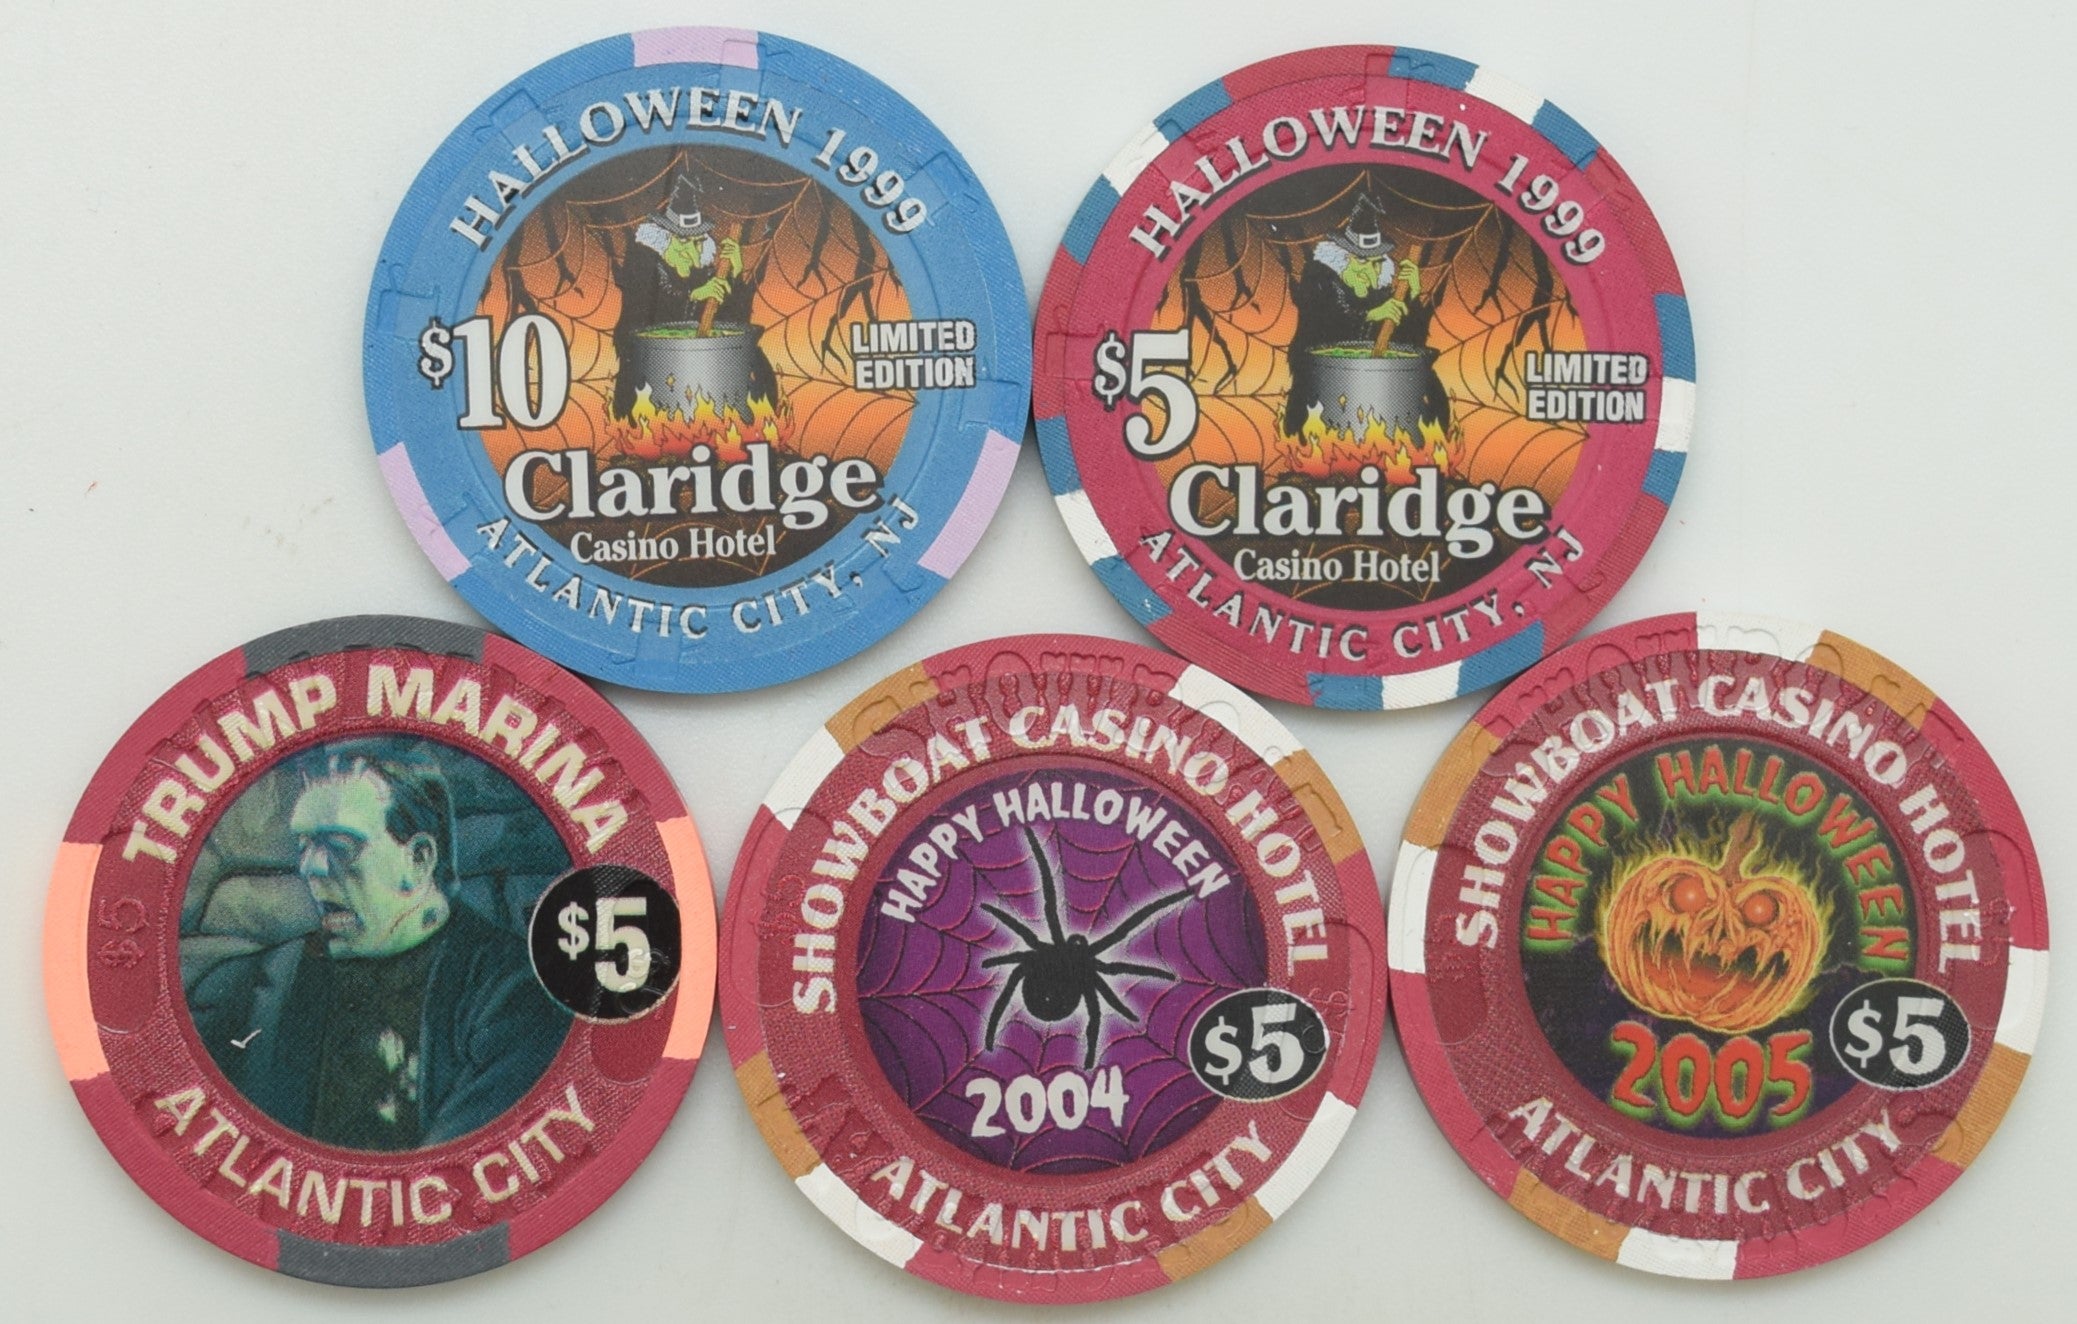 HALLOWEEN 1999
$10
LIMITED
EDITION
Claridge
Casino Hotel
ATLANTIC CITY, NJ
HALLOWEEN 1999
$5
LIMITED
EDITION
Claridge
Casino Hotel
ATLANTIC CITY, NJ
TRUMP MARINA
$5
$5
ATLANTIC CITY
SHOWBOAT CASINO HOTEL
HAPPY HALLOWEEN
$5
2004
ATLANTIC CITY
SHOWBOAT CASINO HOTEL
HAPPY HALLOWEEN
2005
$5
ATLANTIC CITY